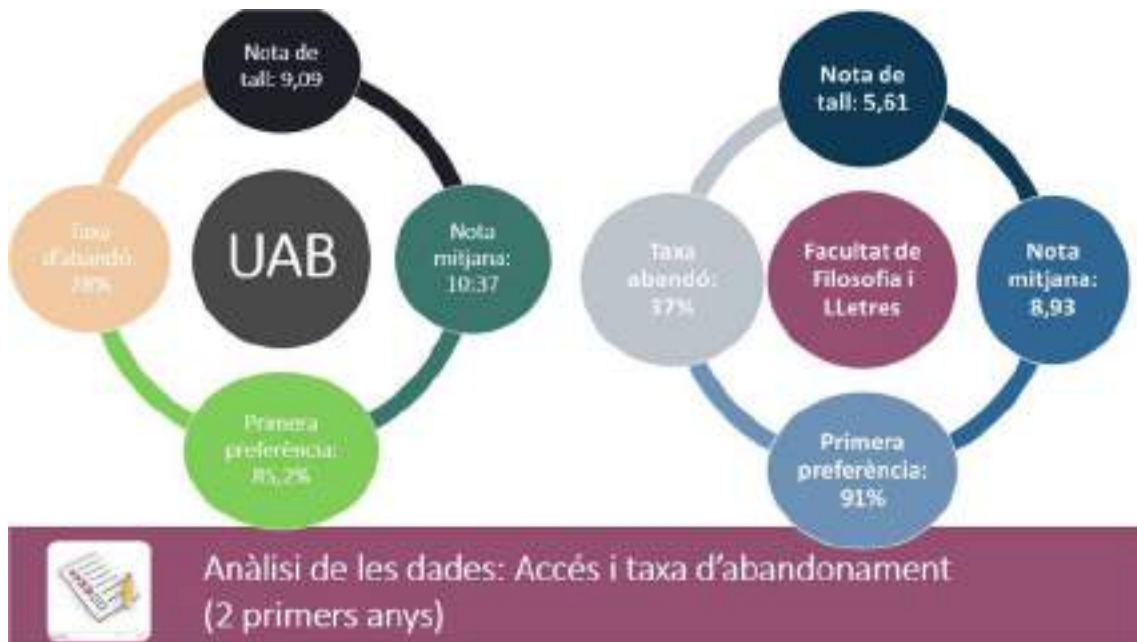 Nota de
tall: 9,09
Taxa
d'abandó:
UAB
Nota
mitjana:
10:37
Primera
preferència:
85,2%
Nota de
tall: 5,61
Taxa
abandó:
37%
Facultat de
Filosofia i
LLetres
Nota
mitjana:
8,93
Primera
preferència:
91%
Anàlisi de les dades: Accés i taxa d'abandonament
(2 primers anys)